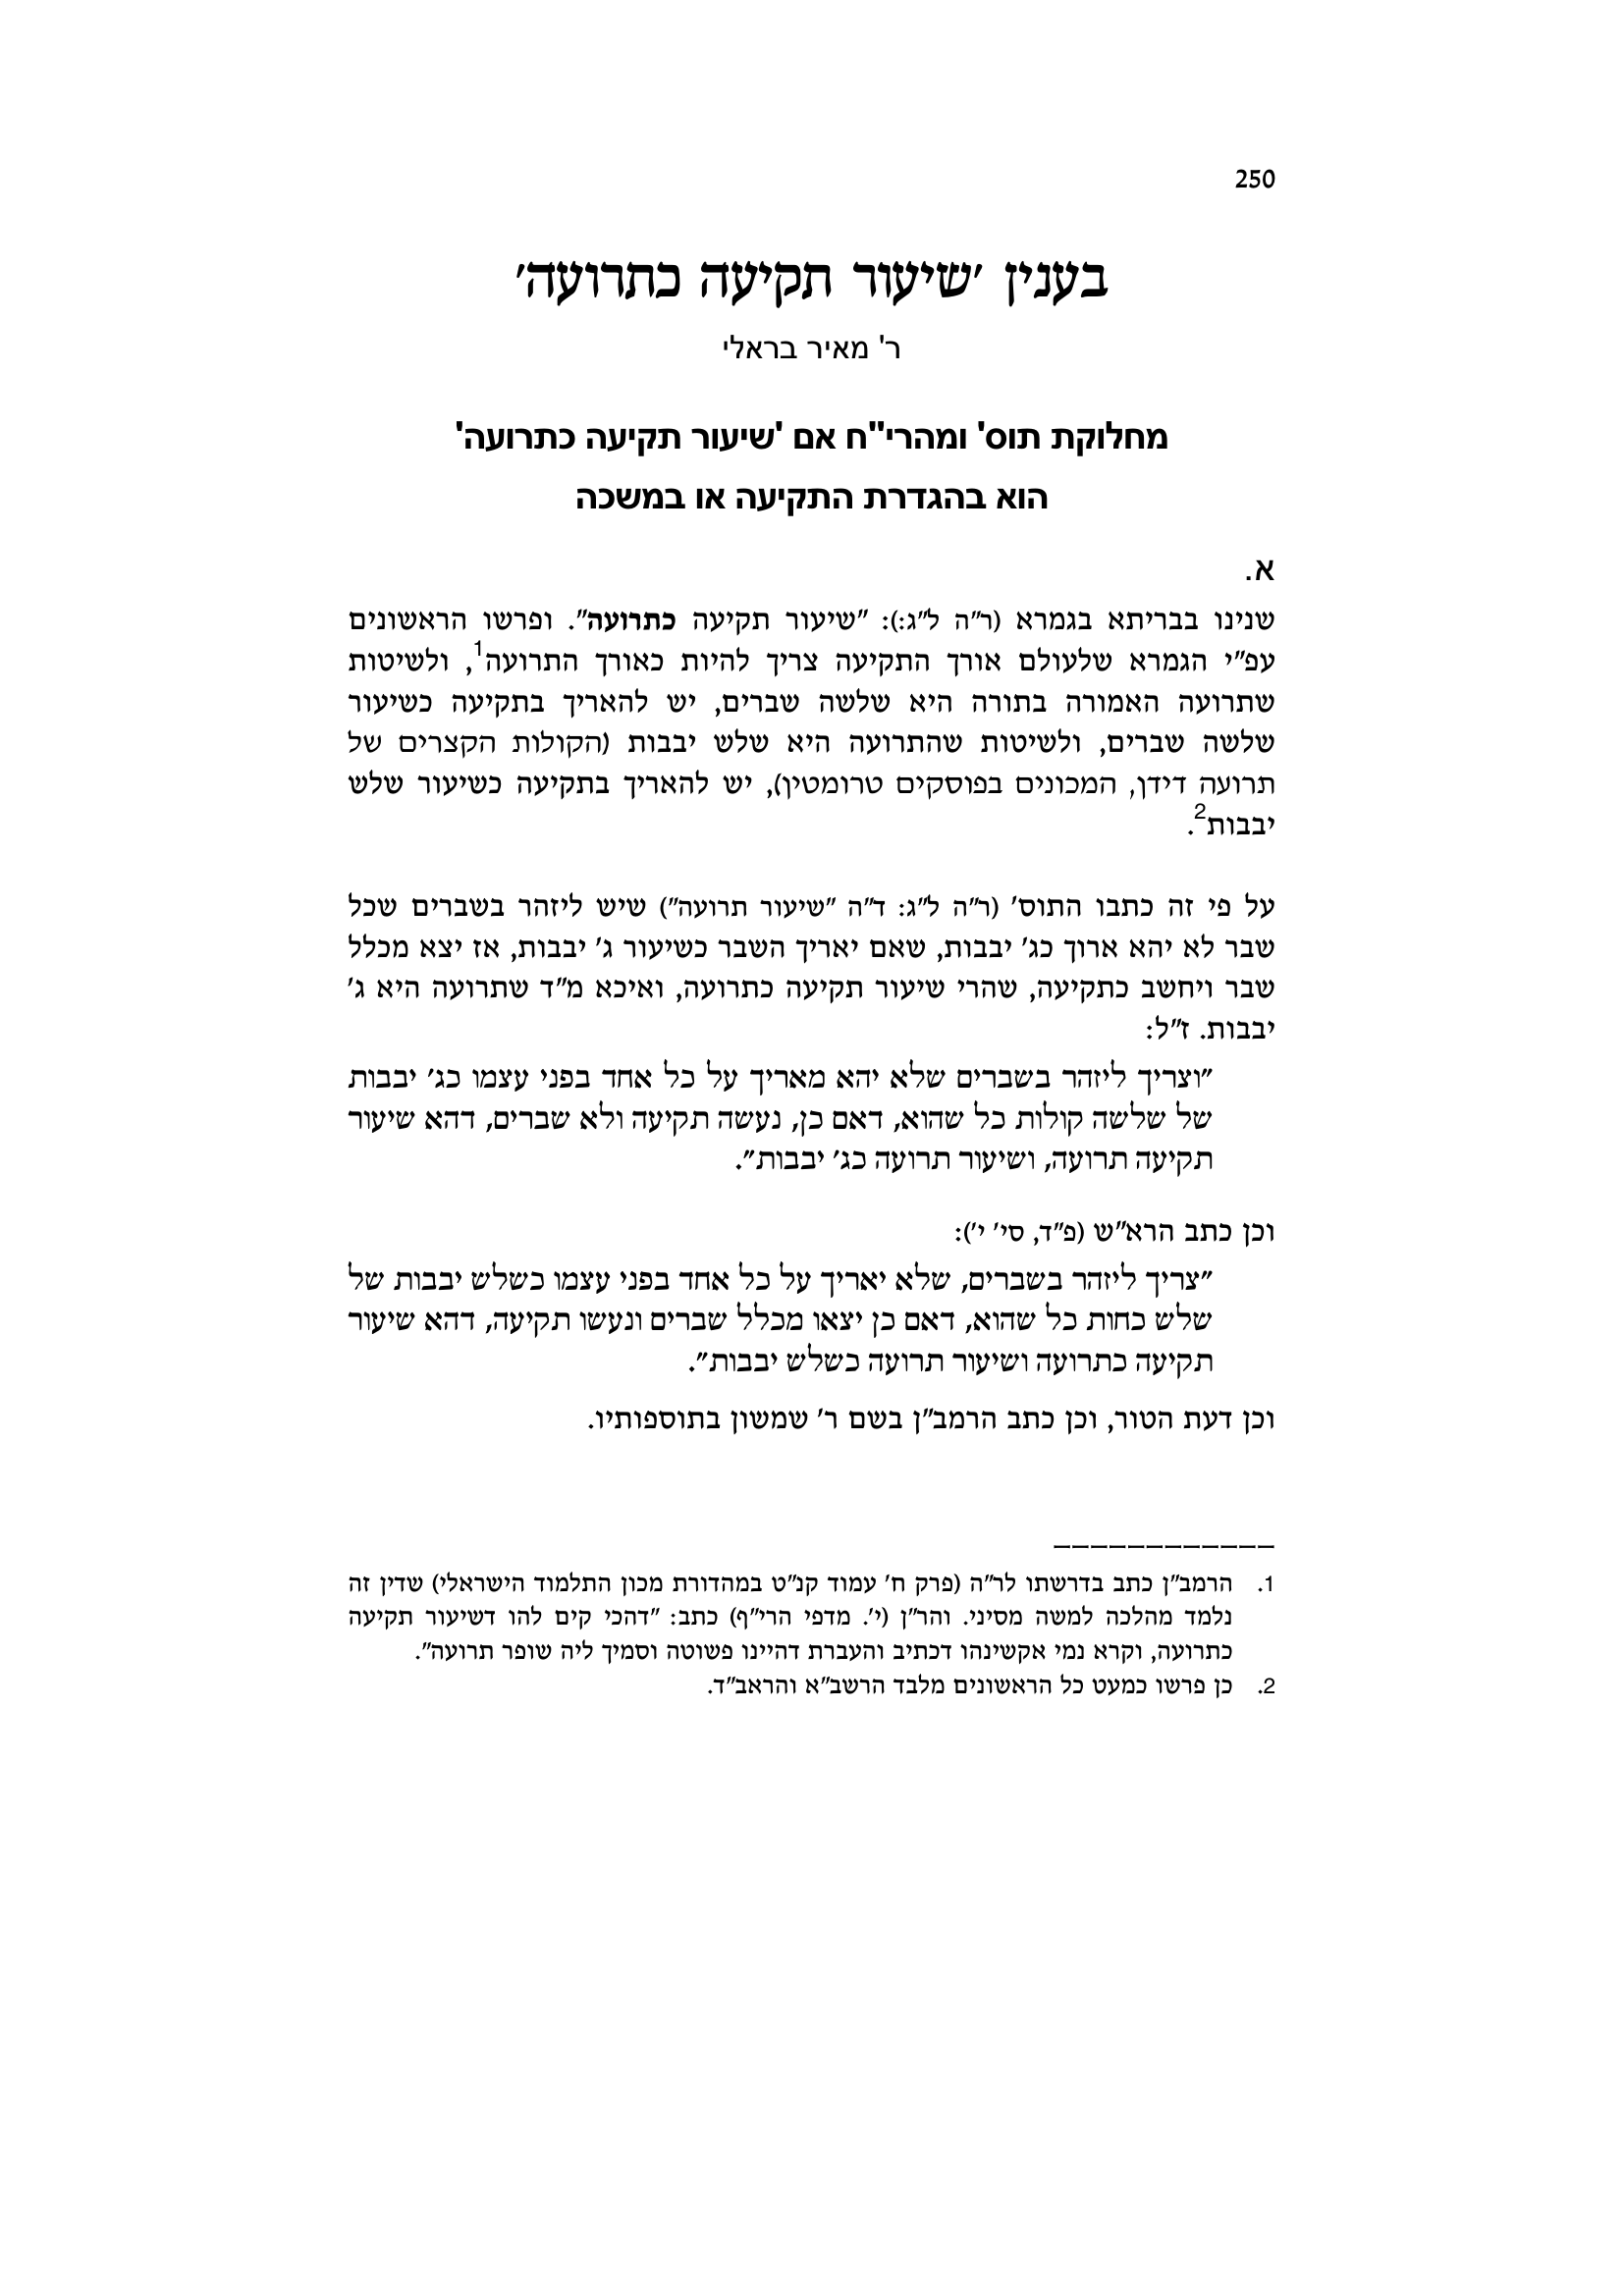 250
בענין ׳שיעור תקיעה כתרועה׳
ר' מאיר בראלי
מחלוקת תוס' ומהרי"ח אם 'שיעור תקיעה כתרועה'
הוא בהגדרת התקיעה או במשכה
א.
שנינו בבריתא בגמרא (ר״ה ל״ג:): ״שיעור תקיעה כתרועה״. ופרשו הראשונים
עפ״י הגמרא שלעולם אורך התקיעה צריך להיות כאורך התרועה1, ולשיטות
שתרועה האמורה בתורה היא שלשה שברים, יש להאריך בתקיעה כשיעור
שלשה שברים, ולשיטות שהתרועה היא שלש יבבות (הקולות הקצרים של
תרועה דידן, המכונים בפוסקים טרומטין), יש להאריך בתקיעה כשיעור שלש
יבבות2.
על פי זה כתבו התוס׳ (ר״ה ל״ג: ד״ה ״שיעור תרועה״) שיש ליזהר בשברים שכל
שבר לא יהא ארוך כג׳ יבבות, שאם יאריך השבר כשיעור ג׳ יבבות, אז יצא מכלל
שבר ויחשב כתקיעה, שהרי שיעור תקיעה כתרועה, ואיכא מ״ד שתרועה היא ג׳
יבבות. ז״ל:
״וצריך ליזהר בשברים שלא יהא מאריך על כל אחד בפני עצמו כג׳ יבבות
של שלשה קולות כל שהוא, דאם כן, נעשה תקיעה ולא שברים, דהא שיעור
תקיעה תרועה, ושיעור תרועה כג׳ יבבות״.
וכן כתב הרא״ש (פ״ד, סי׳ י׳):
״צריך ליזהר בשברים, שלא יאריך על כל אחד בפני עצמו כשלש יבבות של
שלש כחות כל שהוא, דאם כן יצאו מכלל שברים ונעשו תקיעה, דהא שיעור
תקיעה כתרועה ושיעור תרועה כשלש יבבות״.
וכן דעת הטור, וכן כתב הרמב״ן בשם ר׳ שמשון בתוספותיו.
1. הרמב״ן כתב בדרשתו לר״ה (פרק ח׳ עמוד קנ״ט במהדורת מכון התלמוד הישראלי) שדין זה
נלמד מהלכה למשה מסיני. והר״ן (י׳. מדפי הרי״ף) כתב: ״דהכי קים להו דשיעור תקיעה
כתרועה, וקרא נמי אקשינהו דכתיב והעברת דהיינו פשוטה וסמיך ליה שופר תרועה״.
2. כן פרשו כמעט כל הראשונים מלבד הרשב״א והראב״ד.